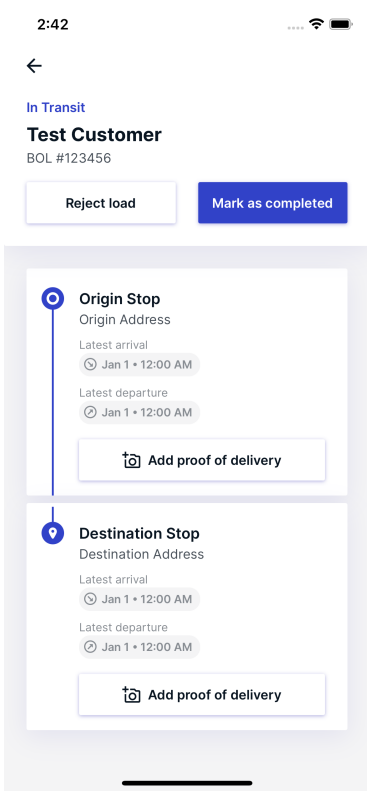 2:42
In Transit
Test Customer
BOL #123456
Reject load
Mark as completed
Origin Stop
Origin Address
Latest arrival
Jan 1 • 12:00 AM
Latest departure
Jan 1 • 12:00 AM
Add proof of delivery
Destination Stop
Destination Address
Latest arrival
Jan 1 • 12:00 AM
Latest departure
Jan 1 • 12:00 AM
Add proof of delivery